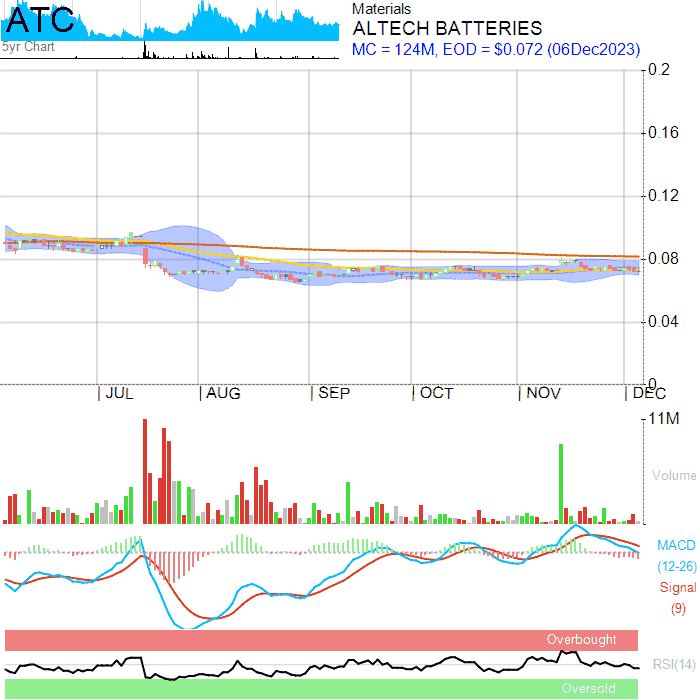 ATC
5yr Chart
Materials
ALTECH BATTERIES
MC = 124M, EOD = $0.072 (06Dec2023)
0.2
0.16
0.12
0.08
0.04
0
JUL AUG SEP OCT NOV DEC
11M
Volume
MACD
(12-26)
Signal
(9)
Overbought
RSI(14)
Oversold